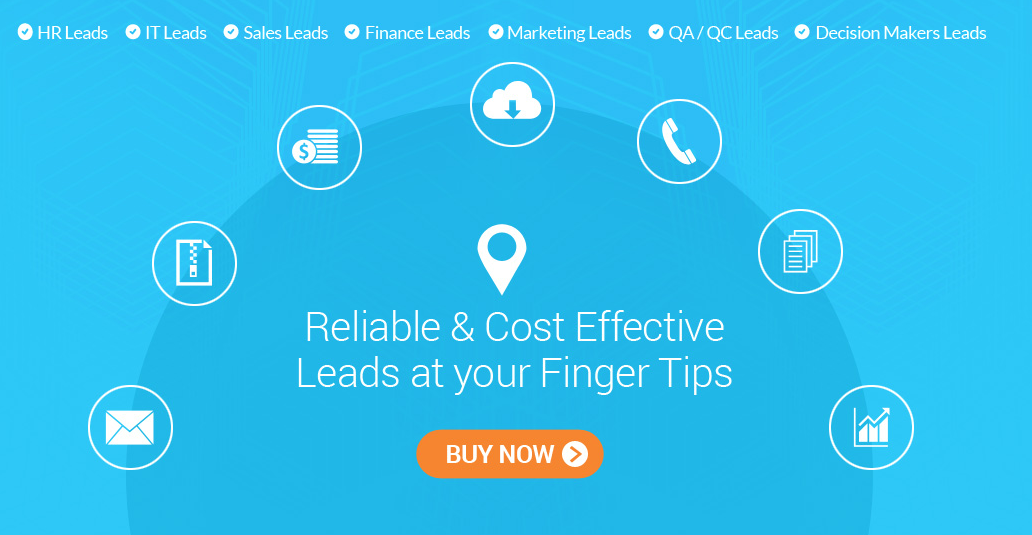 HR Leads IT Leads Sales Leads Finance Leads Marketing Leads QA / QC Leads Decision Makers Leads
$
Reliable & Cost Effective
Leads at your Finger Tips
BUY NOW